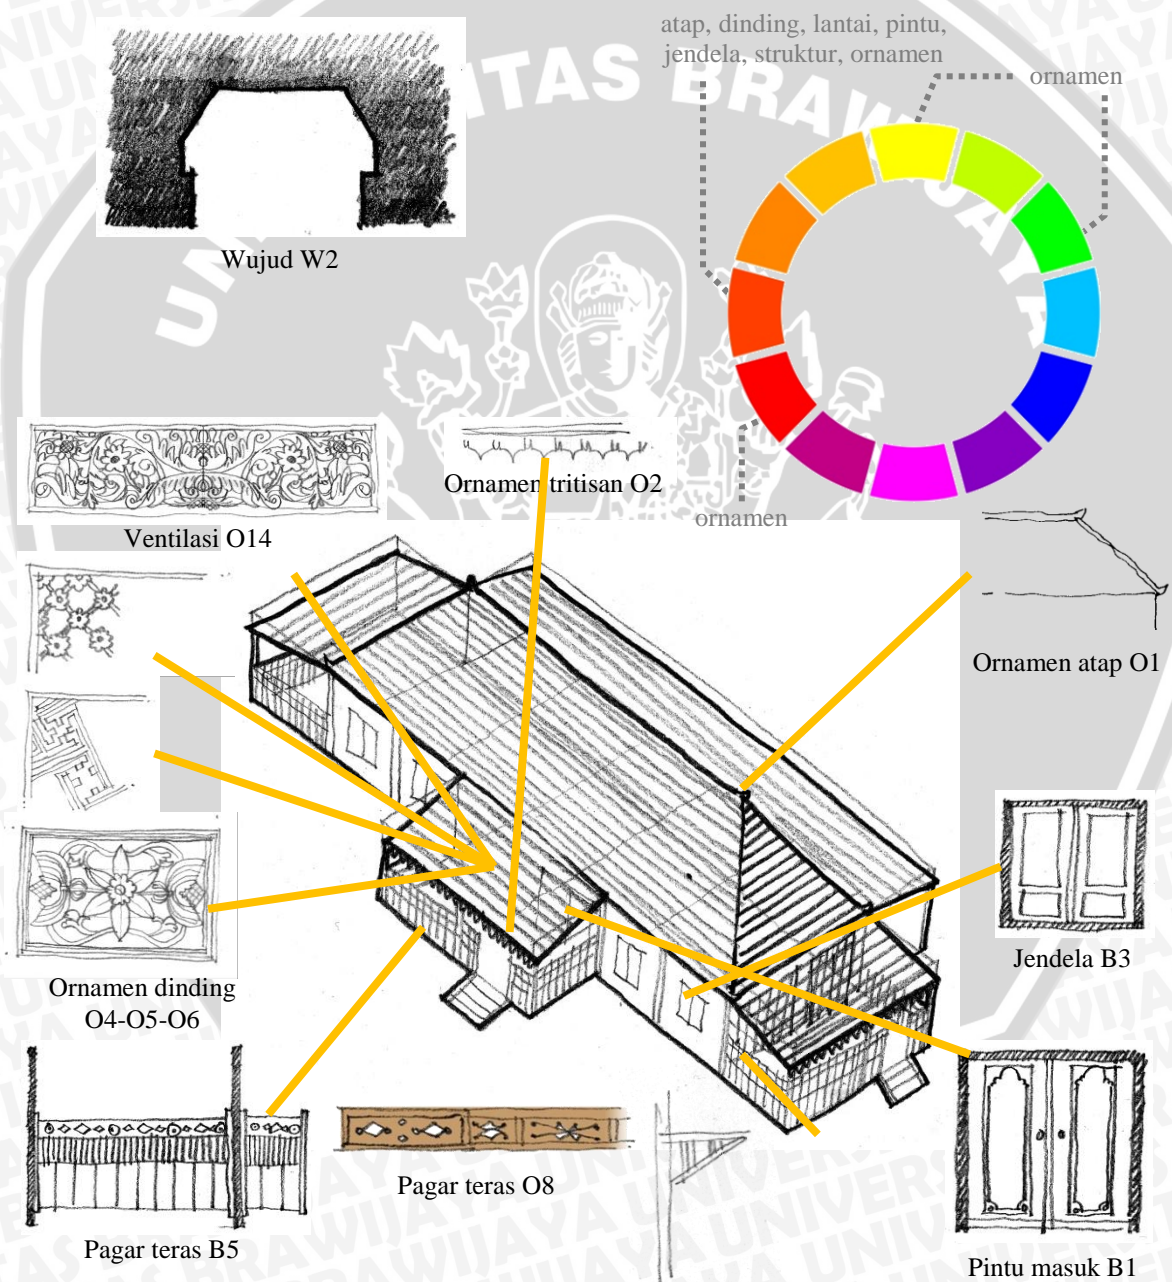 atap, dinding, lantai, pintu,
jendela, struktur, ornamen
ornamen
Wujud W2
Ornamen tritisan O2
ornamen
Ventilasi O14
Ornamen atap O1
Jendela B3
Ornamen dinding
O4-O5-O6
Pagar teras O8
Pagar teras B5
Pintu masuk B1